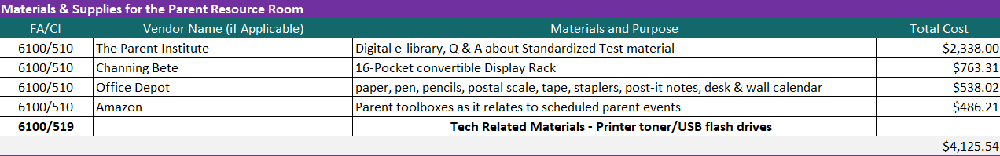 Materials & Supplies for the Parent Resource Room
FA/CI Vendor Name (if Applicable) Materials and Purpose Total Cost
6100/510 The Parent Institute Digital e-library, Q & A about Standardized Test material $2,338.00
6100/510 Channing Bete 16-Pocket convertible Display Rack $763.31
6100/510 Office Depot paper, pen, pencils, postal scale, tape, staplers, post-it notes, desk & wall calendar $538.02
6100/510 Amazon Parent toolboxes as it relates to scheduled parent events $486.21
6100/519 Tech Related Materials - Printer toner/USB flash drives
$4,125.54